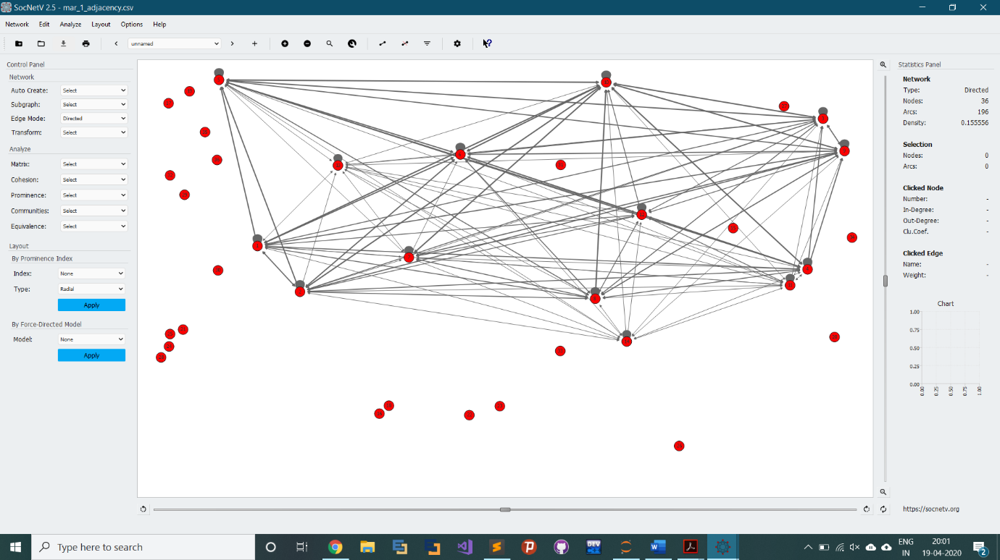 SocNetV 2.5 - mar_1_adjacency.csv
Network Edit Analyze Layout Options Help
unnamed
Control Panel
Network
Auto Create: Select
Subgraph: Select
Edge Mode: Directed
Transform: Select
Analyze
Matrix: Select
Cohesion: Select
Prominence: Select
Communities: Select
Equivalence: Select
Layout
By Prominence Index
Index: None
Type: Radial
Apply
By Force-Directed Model
Model: None
Apply
Statistics Panel
Network
Type: Directed
Nodes: 36
Arcs: 196
Density: 0.155556
Selection
Nodes: 0
Arcs: 0
Clicked Node
Number: -
In-Degree: -
Out-Degree: -
Clu.Coef. -
Clicked Edge
Name: -
Weight: -
Chart
1.00
0.75
0.50
0.25
0.00
0.00 0.25 0.50 0.75 1.00
https://socnetv.org
Type here to search
ENG
IN
20:01
19-04-2020
2